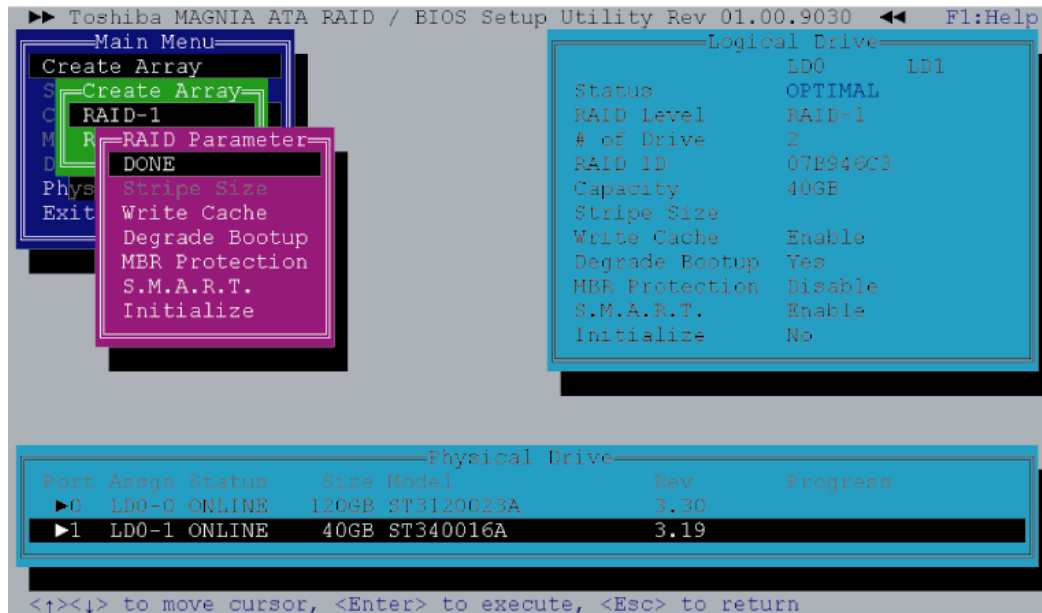 ►► Toshiba MAGNIA ATA RAID / BIOS Setup Utility Rev 01.00.9030 ◄◄ F1:Help
Main Menu
Create Array
S
C
M
D
Phys
Exit
Create Array
RAID-1
R
RAID Parameter
DONE
Stripe Size
Write Cache
Degrade Bootup
MBR Protection
S.M.A.R.T.
Initialize
Logical Drive
LD0 LD1
Status OPTIMAL
RAID Level RAID-1
# of Drive 2
RAID ID 07B946C3
Capacity 40GB
Stripe Size
Write Cache Enable
Degrade Bootup Yes
MBR Protection Disable
S.M.A.R.T. Enable
Initialize No
Physical Drive
Port Assgn Status Size Model Rev Progress
►0 LD0-0 ONLINE 120GB ST3120023A 3.30
►1 LD0-1 ONLINE 40GB ST340016A 3.19
<↑><↓> to move cursor, <Enter> to execute, <Esc> to return